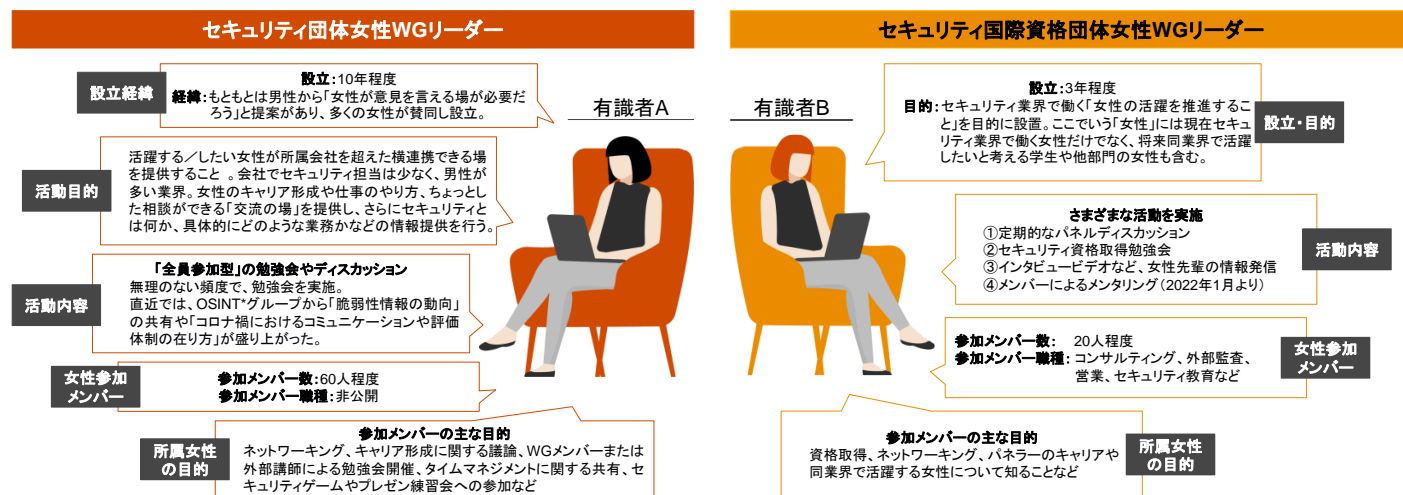 セキュリティ団体女性WGリーダー
設立経緯
設立:10年程度
経緯:もともとは男性から「女性が意見を言える場が必要だ
ろう」と提案があり、多くの女性が賛同し設立。
有識者A
活動目的
活躍する/したい女性が所属会社を超えた横連携できる場
を提供すること 。会社でセキュリティ担当は少なく、男性が
多い業界。女性のキャリア形成や仕事のやり方、ちょっとし
た相談ができる「交流の場」を提供し、さらにセキュリティと
は何か、具体的にどのような業務かなどの情報提供を行う。
活動内容
「全員参加型」の勉強会やディスカッション
無理のない頻度で、勉強会を実施。
直近では、OSINT*グループから「脆弱性情報の動向」
の共有や「コロナ禍におけるコミュニケーションや評価
体制の在り方」が盛り上がった。
女性参加
メンバー
参加メンバー数:60人程度
参加メンバー職種:非公開
所属女性
の目的
参加メンバーの主な目的
ネットワーキング、キャリア形成に関する議論、WGメンバーまたは
外部講師による勉強会開催、タイムマネジメントに関する共有、セ
キュリティゲームやプレゼン練習会への参加など
セキュリティ国際資格団体女性WGリーダー
有識者B
設立:3年程度
目的:セキュリティ業界で働く「女性の活躍を推進するこ
と」を目的に設置。ここでいう「女性」には現在セキュ
リティ業界で働く女性だけでなく、将来同業界で活躍
したいと考える学生や他部門の女性も含む。
設立・目的
さまざまな活動を実施
①定期的なパネルディスカッション
②セキュリティ資格取得勉強会
③インタビュービデオなど、女性先輩の情報発信
④メンバーによるメンタリング(2022年1月より)
活動内容
参加メンバー数: 20人程度
参加メンバー職種:コンサルティング、外部監査、
営業、セキュリティ教育など
女性参加
メンバー
参加メンバーの主な目的
資格取得、ネットワーキング、パネラーのキャリアや
同業界で活躍する女性について知ることなど
所属女性
の目的